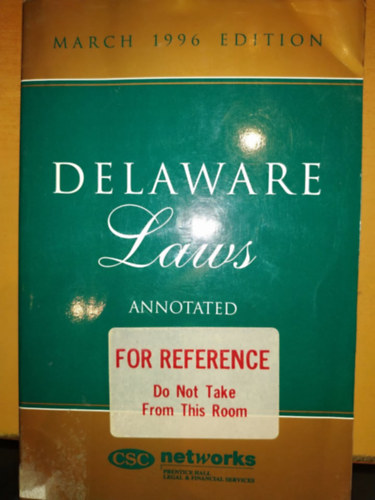 MARCH 1996 EDITION
DELAWARE
Laws
ANNOTATED
FOR REFERENCE
Do Not Take
From This Room
CSC networks
PRENTICE HALL
LEGAL & FINANCIAL SERVICES